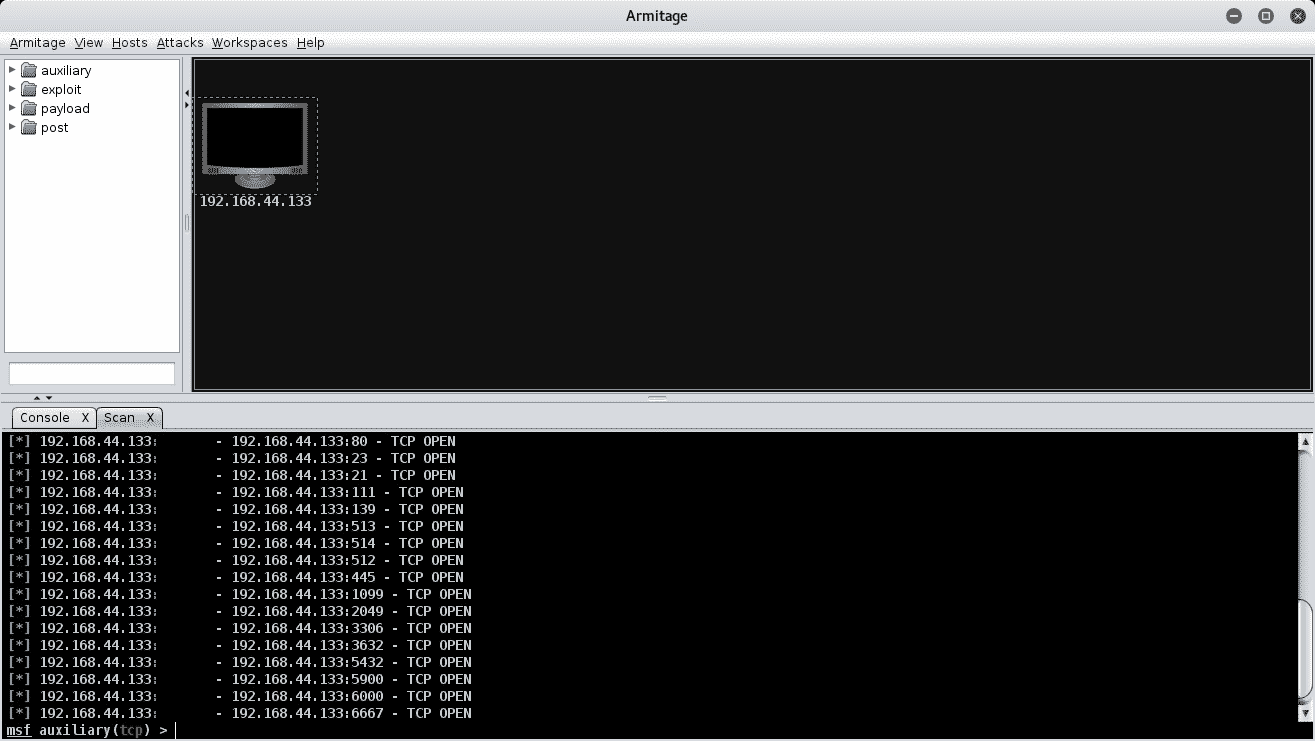 Armitage
Armitage View Hosts Attacks Workspaces Help
auxiliary
exploit
payload
post
192.168.44.133
Console X Scan X
[*] 192.168.44.133: - 192.168.44.133:80 - TCP OPEN
[*] 192.168.44.133: - 192.168.44.133:23 - TCP OPEN
[*] 192.168.44.133: - 192.168.44.133:21 - TCP OPEN
[*] 192.168.44.133: - 192.168.44.133:111 - TCP OPEN
[*] 192.168.44.133: - 192.168.44.133:139 - TCP OPEN
[*] 192.168.44.133: - 192.168.44.133:513 - TCP OPEN
[*] 192.168.44.133: - 192.168.44.133:514 - TCP OPEN
[*] 192.168.44.133: - 192.168.44.133:512 - TCP OPEN
[*] 192.168.44.133: - 192.168.44.133:445 - TCP OPEN
[*] 192.168.44.133: - 192.168.44.133:1099 - TCP OPEN
[*] 192.168.44.133: - 192.168.44.133:2049 - TCP OPEN
[*] 192.168.44.133: - 192.168.44.133:3306 - TCP OPEN
[*] 192.168.44.133: - 192.168.44.133:3632 - TCP OPEN
[*] 192.168.44.133: - 192.168.44.133:5432 - TCP OPEN
[*] 192.168.44.133: - 192.168.44.133:5900 - TCP OPEN
[*] 192.168.44.133: - 192.168.44.133:6000 - TCP OPEN
[*] 192.168.44.133: - 192.168.44.133:6667 - TCP OPEN
msf auxiliary(tcp) >